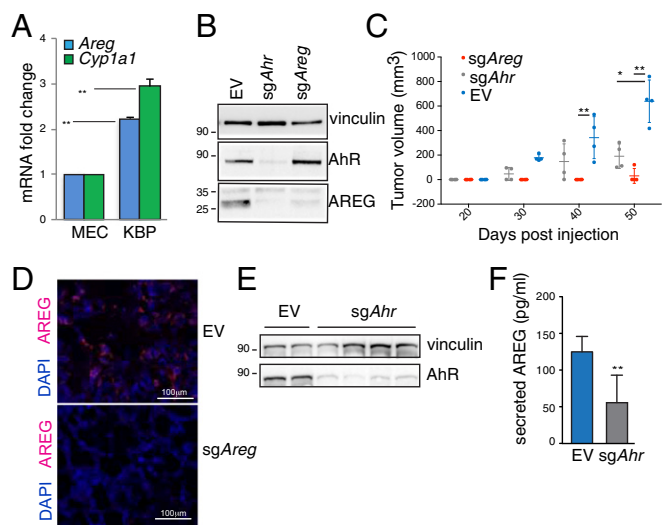 A
Areg
Cyp1a1
mRNA fold change
4
3
2
1
**
**
MEC KBP
B
EV
sgAhr
sgAreg
vinculin
90
AhR
90
AREG
35
25
C
Tumor volume (mm3)
1000
800
600
400
200
0
-200
sgAreg
sgAhr
EV
**
* **
20 30 40 50
Days post injection
D
DAPI AREG
EV
100μm
DAPI AREG
sgAreg
100μm
E
EV sgAhr
vinculin
90
AhR
90
F
secreted AREG (pg/ml)
200
150
100
50
0
**
EV sgAhr